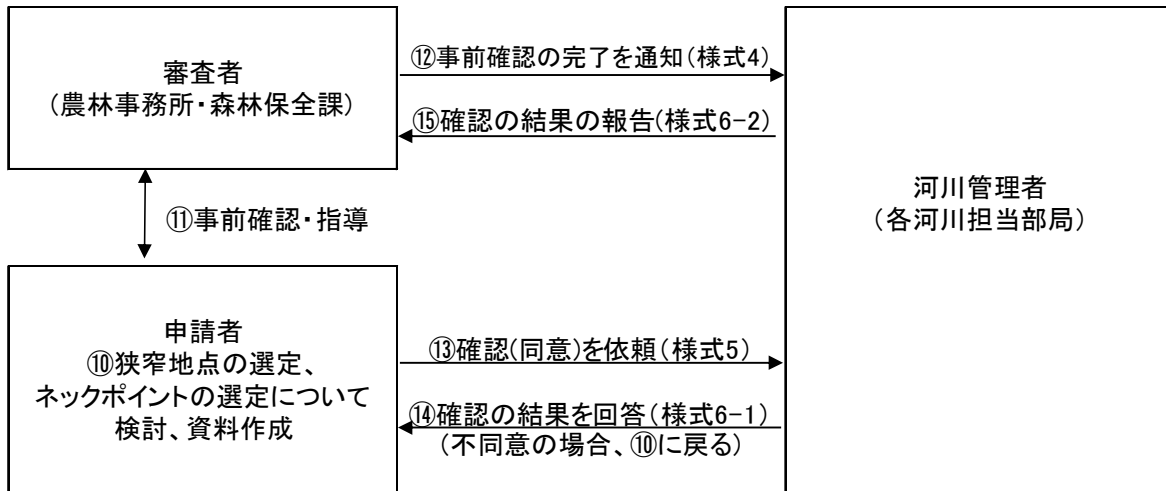 審査者
(農林事務所・森林保全課)
⑫事前確認の完了を通知(様式4)
⑮確認の結果の報告(様式6-2)
河川管理者
(各河川担当部局)
⑪事前確認・指導
申請者
⑩狭窄地点の選定、
ネックポイントの選定について
検討、資料作成
⑬確認(同意)を依頼(様式5)
⑭確認の結果を回答(様式6-1)
(不同意の場合、⑩に戻る)